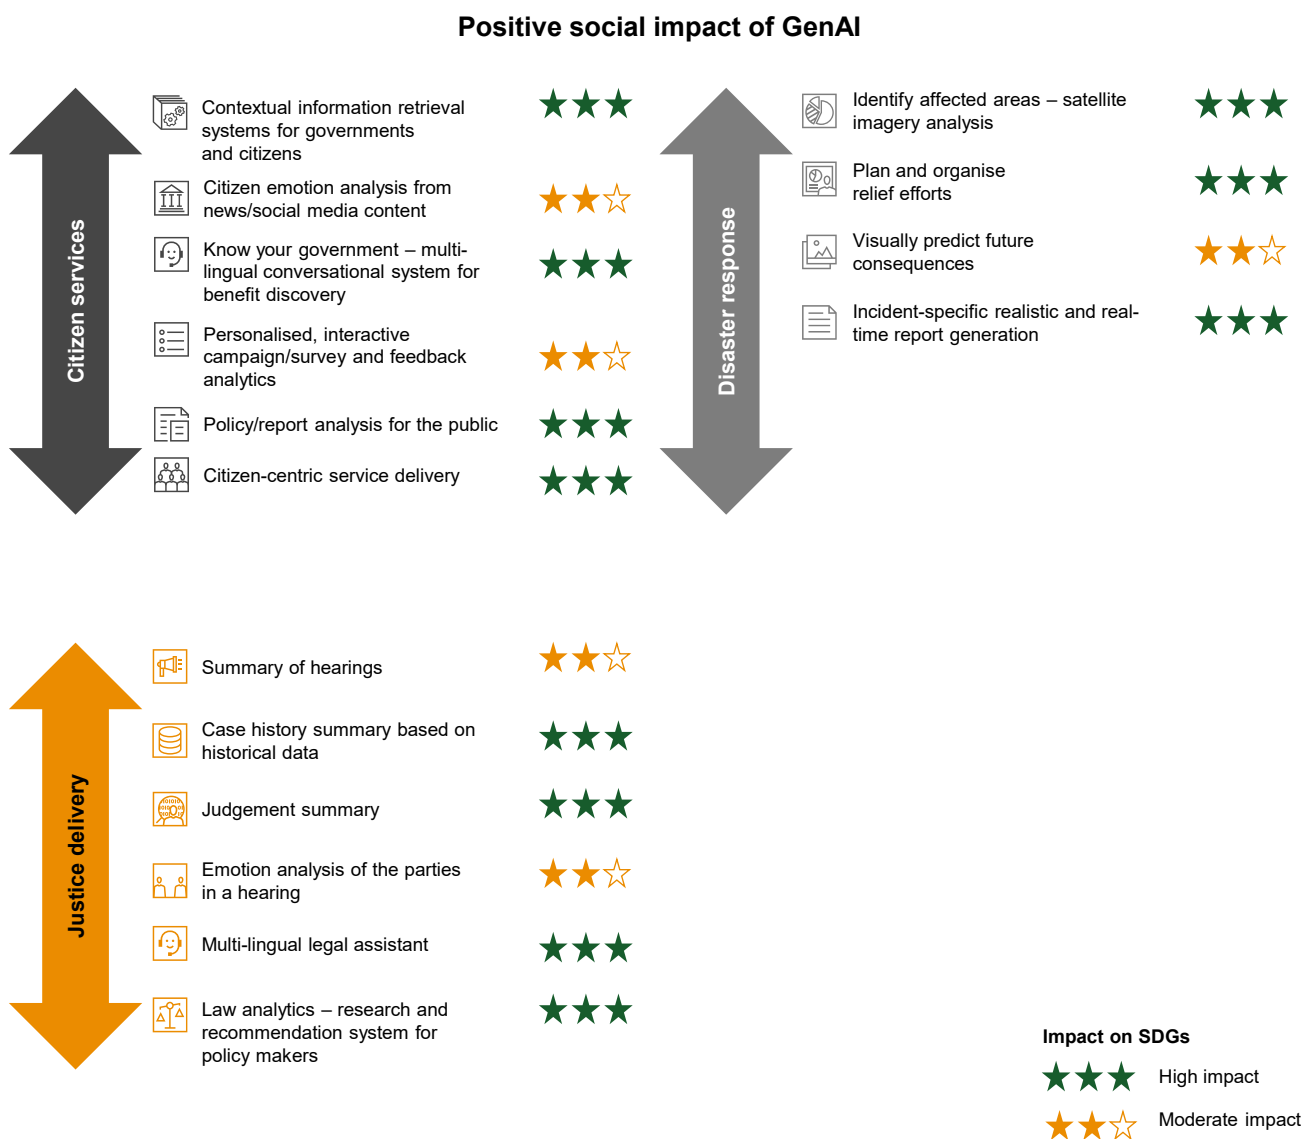 Positive social impact of GenAI
Citizen services
Contextual information retrieval
systems for governments
and citizens
Citizen emotion analysis from
news/social media content
Know your government – multi-
lingual conversational system for
benefit discovery
Personalised, interactive
campaign/survey and feedback
analytics
Policy/report analysis for the public
Citizen-centric service delivery
Disaster response
Identify affected areas – satellite
imagery analysis
Plan and organise
relief efforts
Visually predict future
consequences
Incident-specific realistic and real-
time report generation
Justice delivery
Summary of hearings
Case history summary based on
historical data
Judgement summary
Emotion analysis of the parties
in a hearing
Multi-lingual legal assistant
Law analytics – research and
recommendation system for
policy makers
Impact on SDGs
High impact
Moderate impact